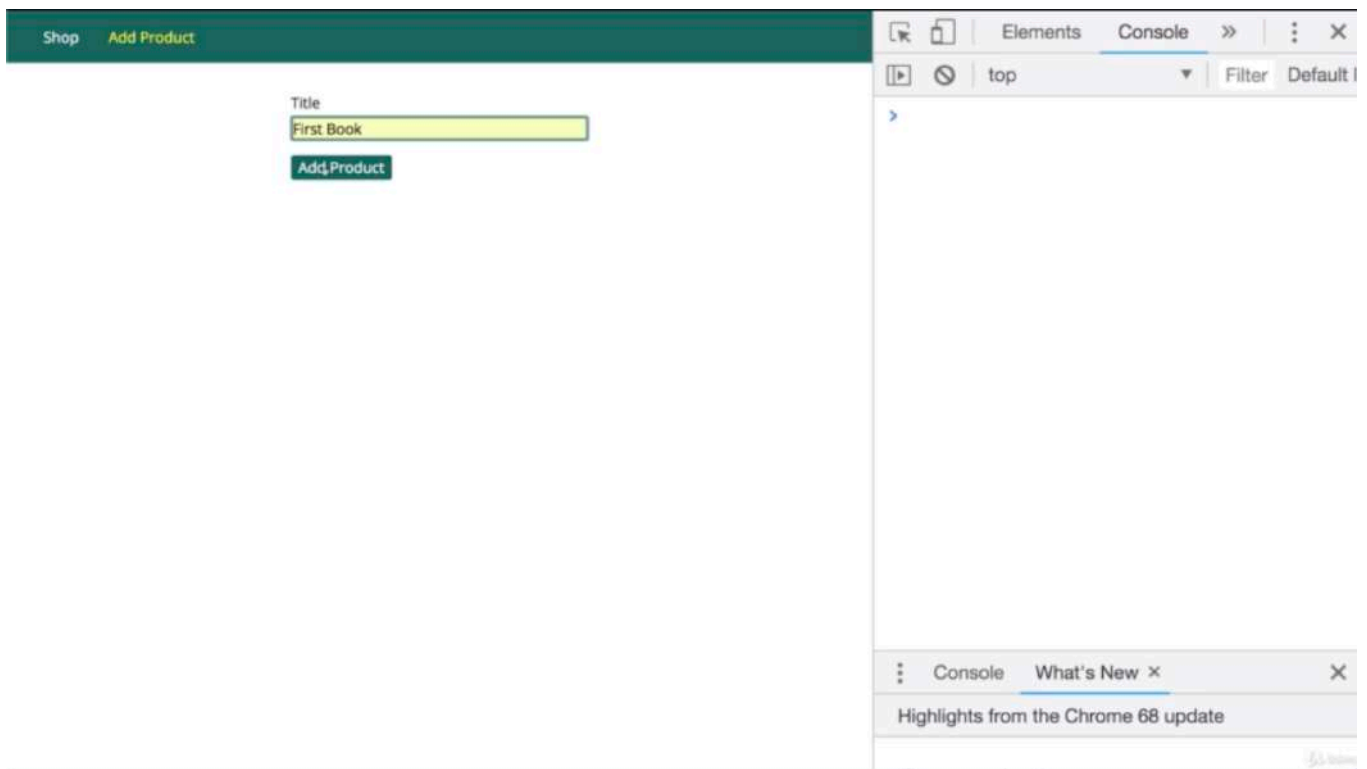 Shop Add Product
Title
First Book
Add Product
Elements Console »
top Filter Default
>
Console What's New ×
Highlights from the Chrome 68 update